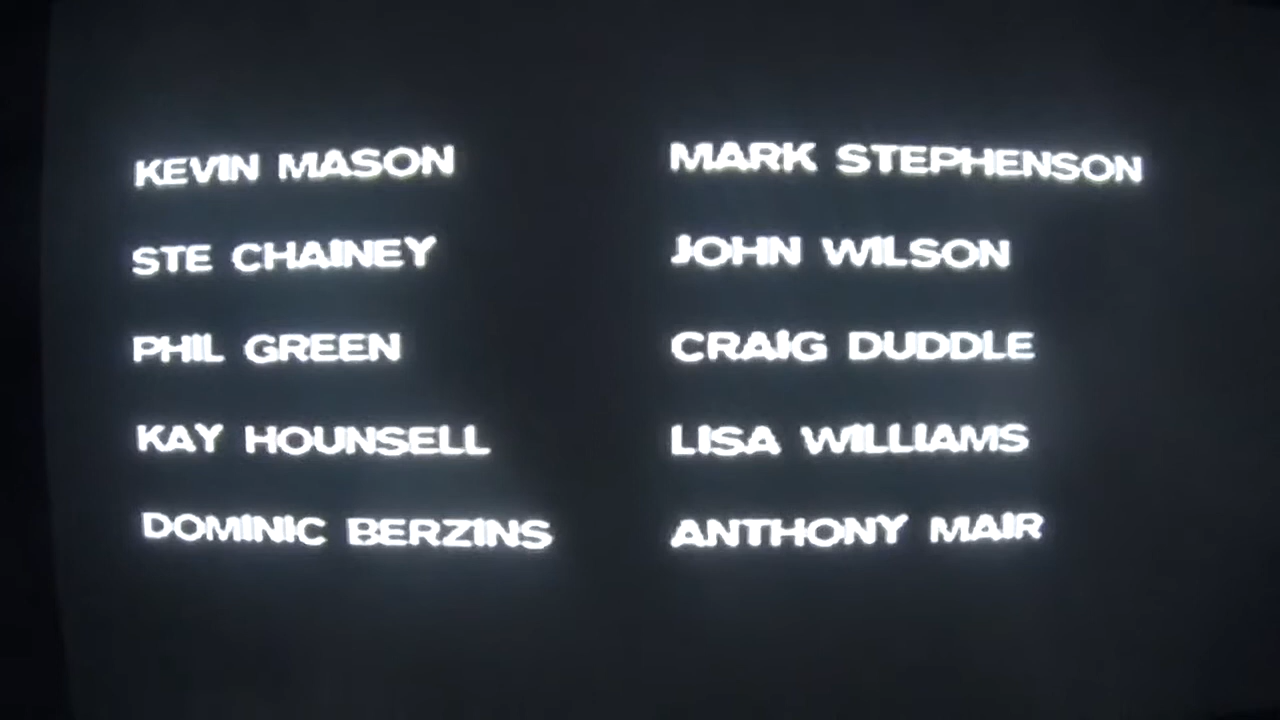 KEVIN MASON
STE CHAINEY
PHIL GREEN
KAY HOUNSELL
DOMINIC BERZINS
MARK STEPHENSON
JOHN WILSON
CRAIG DUDDLE
LISA WILLIAMS
ANTHONY MAIR